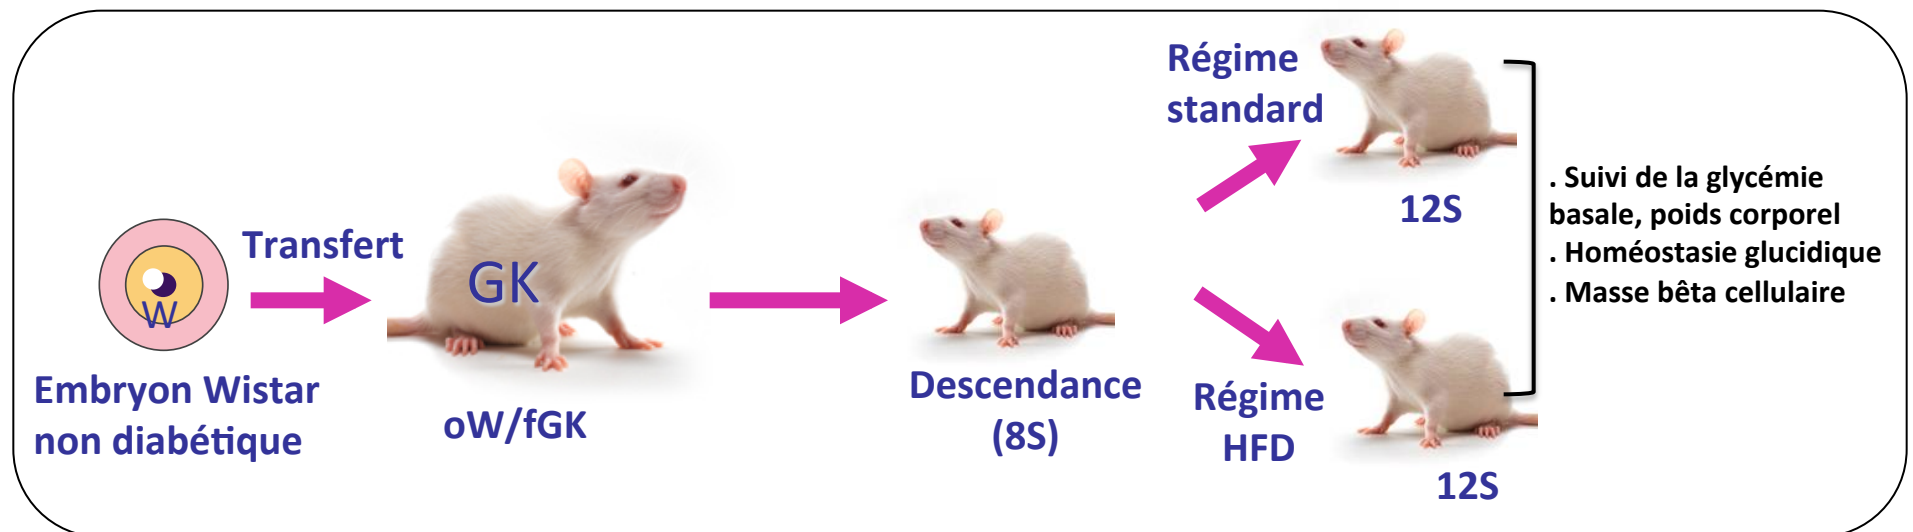 W
Embryon Wistar
non diabétique
Transfert
GK
oW/fGK
Descendance
(8S)
Régime
standard
12S
Régime
HFD
12S
. Suivi de la glycémie
basale, poids corporel
. Homéostasie glucidique
. Masse bêta cellulaire